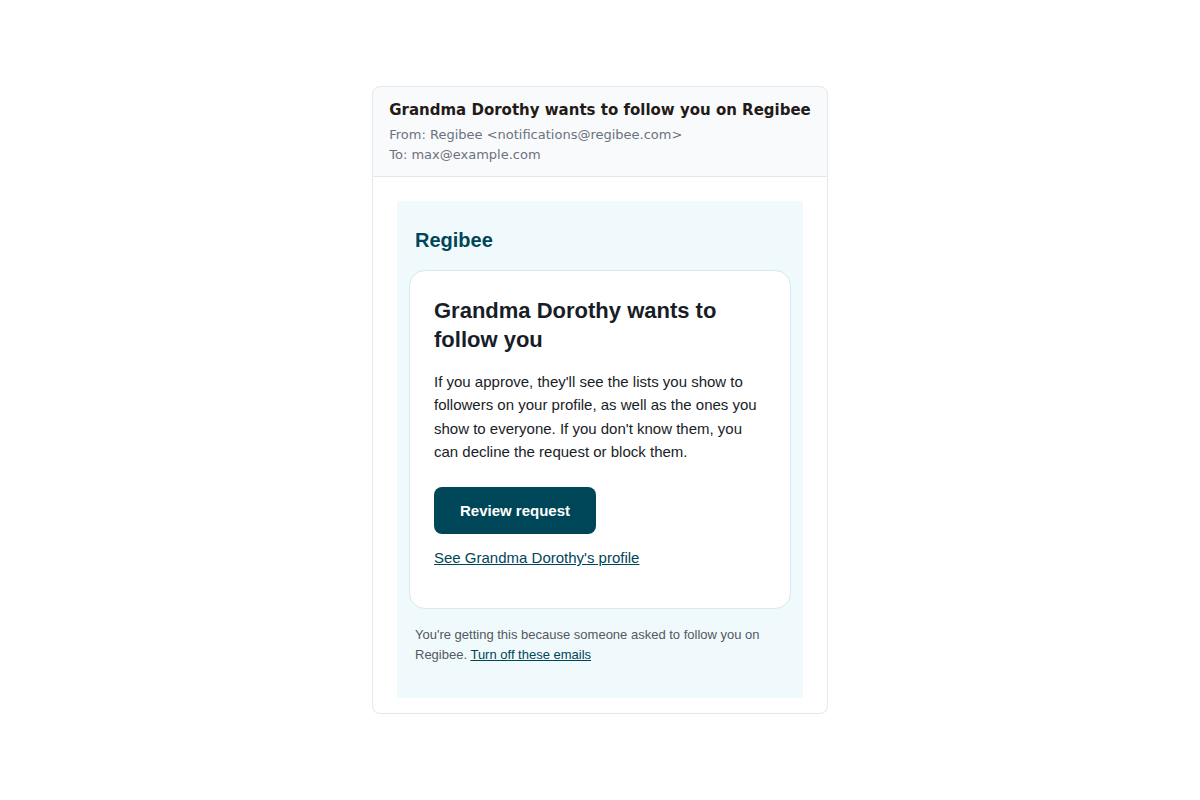 Grandma Dorothy wants to follow you on Regibee
From: Regibee <notifications@regibee.com>
To: max@example.com
Regibee
Grandma Dorothy wants to
follow you
If you approve, they'll see the lists you show to
followers on your profile, as well as the ones you
show to everyone. If you don't know them, you
can decline the request or block them.
Review request
See Grandma Dorothy's profile
You're getting this because someone asked to follow you on
Regibee. Turn off these emails